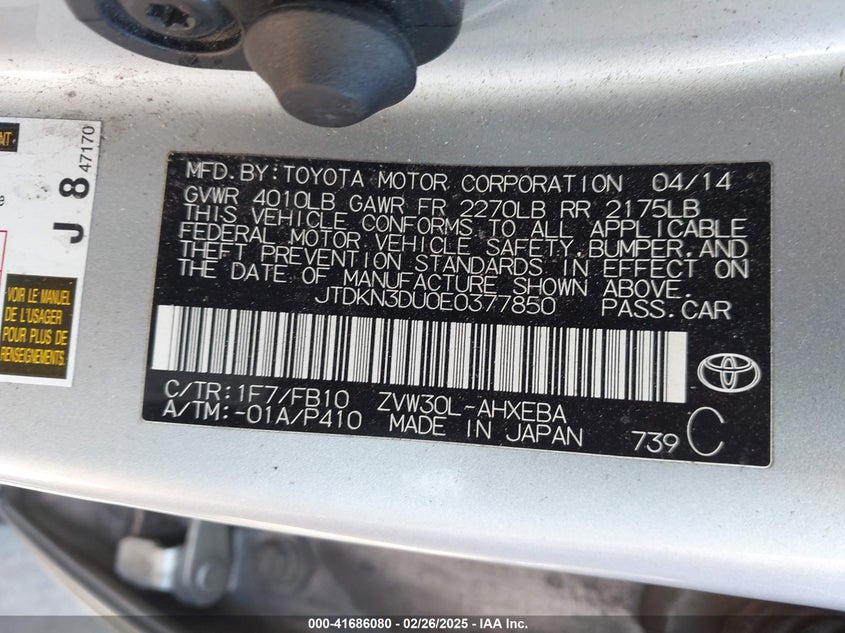 NT.
J 8 47170
e
VOIR LE MANUEL
DE L'USAGER
POUR PLUS DE
RENSEIGNEMENTS.
MFD.BY:TOYOTA MOTOR CORPORATION 04/14
GVWR 4010LB GAWR FR 2270LB RR 2175LB
THIS VEHICLE CONFORMS TO ALL APPLICABLE
FEDERAL MOTOR VEHICLE SAFETY,BUMPER,AND
THEFT PREVENTION STANDARDS IN EFFECT ON
THE DATE OF MANUFACTURE SHOWN ABOVE.
JTDKN3DU0E0377850 PASS.CAR
C/TR:1F7/FB10 ZVW30L-AHXEBA
A/TM:-01A/P410 MADE IN JAPAN 739 C
000-41686080 - 02/26/2025 - IAA Inc.